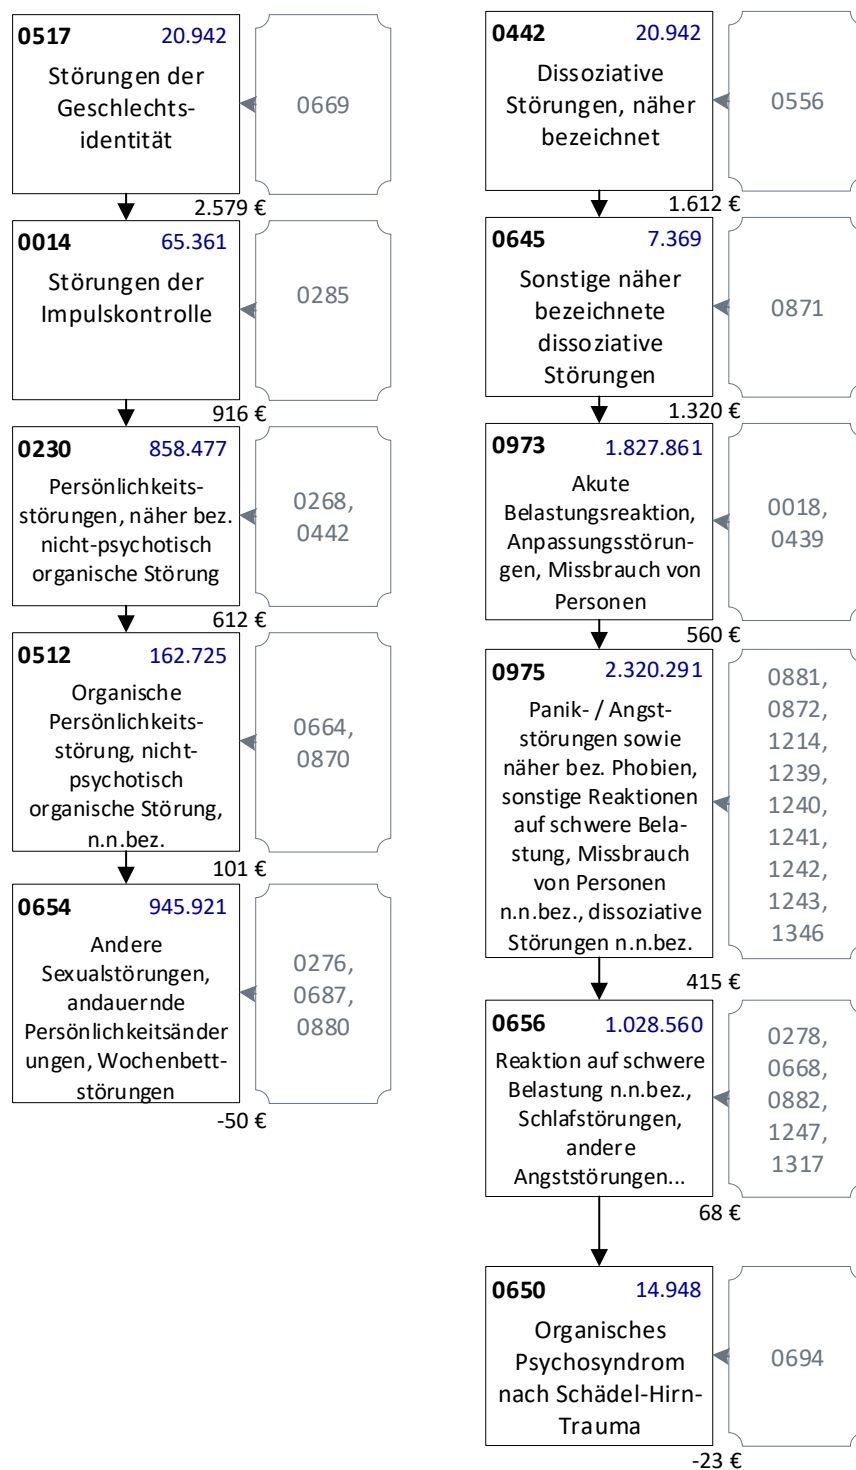 0517 20.942
Störungen der
Geschlechts-
identität
0669
2.579 €
0014 65.361
Störungen der
Impulskontrolle
0285
916 €
0230 858.477
Persönlichkeits-
störungen, näher bez.
nicht-psychotisch
organische Störung
0268,
0442
612 €
0512 162.725
Organische
Persönlichkeits-
störung, nicht-
psychotisch
organische Störung,
n.n.bez.
0664,
0870
101 €
0654 945.921
Andere
Sexualstörungen,
andauernde
Persönlichkeitsänder
ungen, Wochenbett-
störungen
0276,
0687,
0880
-50 €
0442 20.942
Dissoziative
Störungen, näher
bezeichnet
0556
1.612 €
0645 7.369
Sonstige näher
bezeichnete
dissoziative
Störungen
0871
1.320 €
0973 1.827.861
Akute
Belastungsreaktion,
Anpassungsstörun-
gen, Missbrauch von
Personen
0018,
0439
560 €
0975 2.320.291
Panik- / Angst-
störungen sowie
näher bez. Phobien,
sonstige Reaktionen
auf schwere Bela-
stung, Missbrauch
von Personen
n.n.bez., dissoziative
Störungen n.n.bez.
0881,
0872,
1214,
1239,
1240,
1241,
1242,
1243,
1346
415 €
0656 1.028.560
Reaktion auf schwere
Belastung n.n.bez.,
Schlafstörungen,
andere
Angststörungen...
0278,
0668,
0882,
1247,
1317
68 €
0650 14.948
Organisches
Psychosyndrom
nach Schädel-Hirn-
Trauma
0694
-23 €